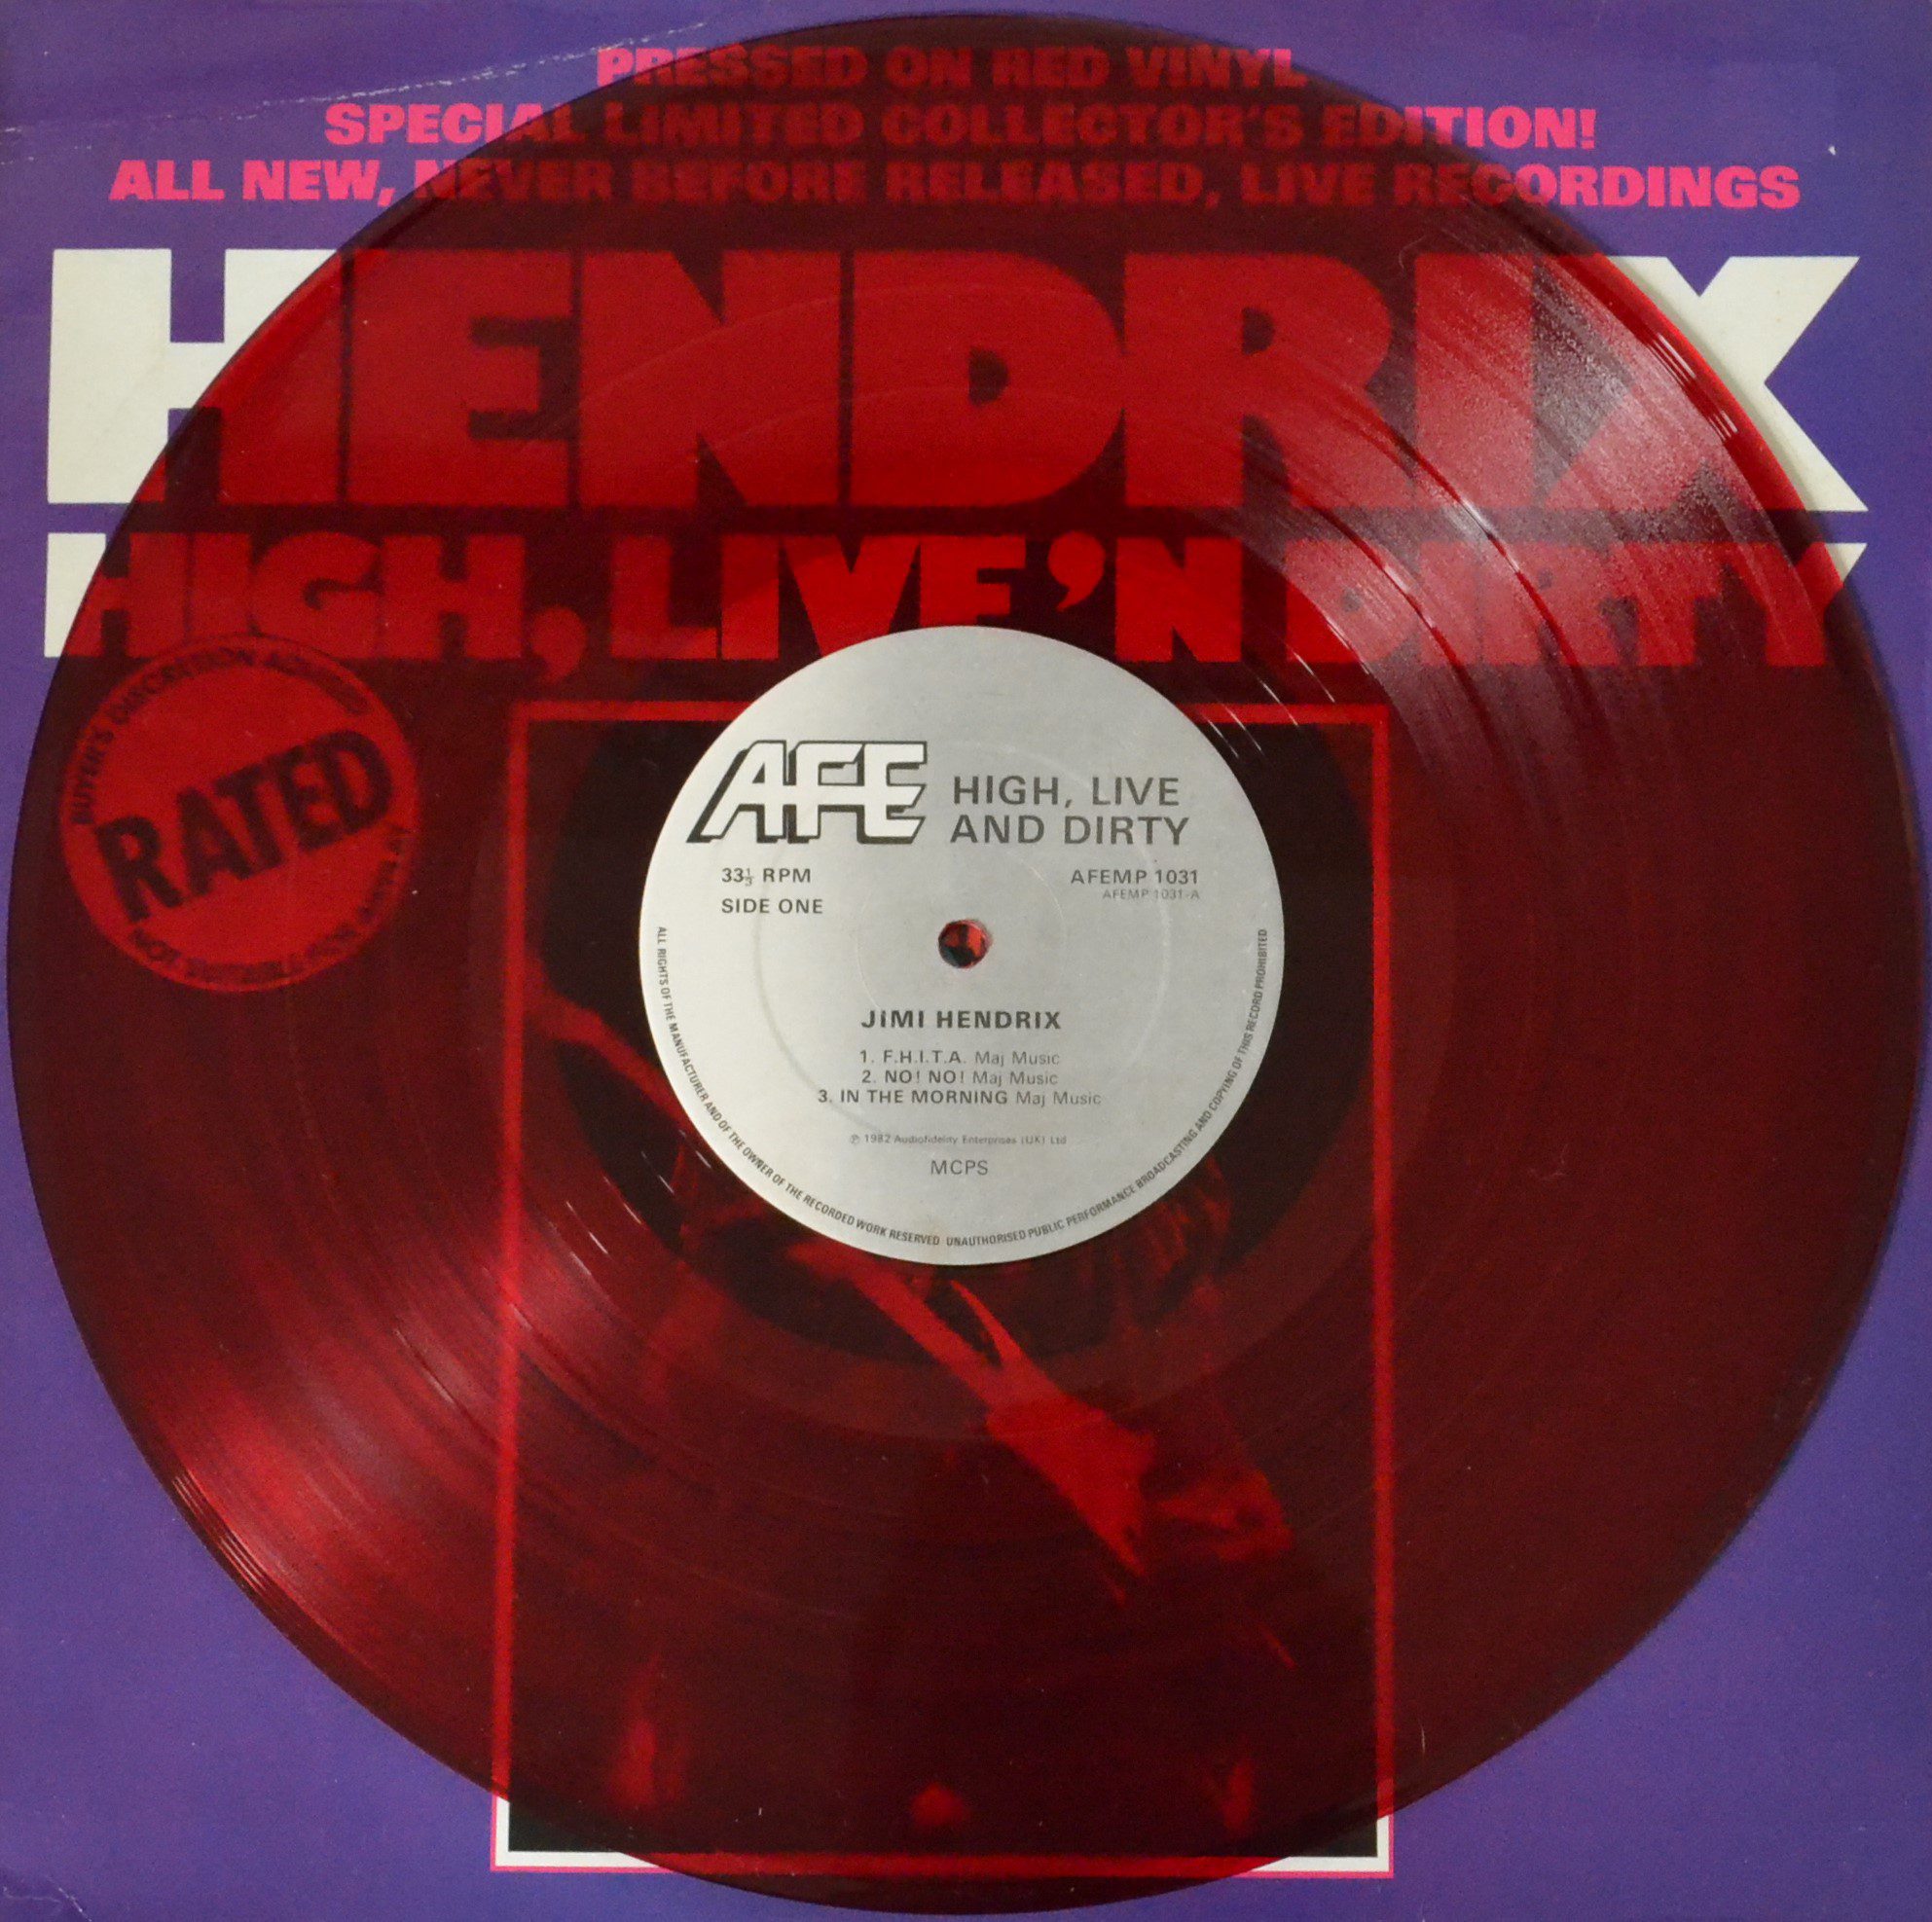 PRESSED ON RED VINYL
SPECIAL LIMITED COLLECTOR'S EDITION!
ALL NEW, NEVER BEFORE RELEASED, LIVE RECORDINGS
HENDRIX
HIGH, LIVE 'N DIRTY
BUYER'S DISCRETION ADVISED
RATED
AFE
HIGH, LIVE
AND DIRTY
33⅓ RPM
SIDE ONE
AFEMP 1031
AFEMP 1031-A
JIMI HENDRIX
1. F.H.I.T.A. Maj Music
2. NO! NO! Maj Music
3. IN THE MORNING Maj Music
℗ 1982 Audiofidelity Enterprises (UK) Ltd
MCPS
ALL RIGHTS OF THE MANUFACTURER AND OF THE OWNER OF THE RECORDED WORK RESERVED · UNAUTHORISED PUBLIC PERFORMANCE BROADCASTING AND COPYING OF THIS RECORD PROHIBITED